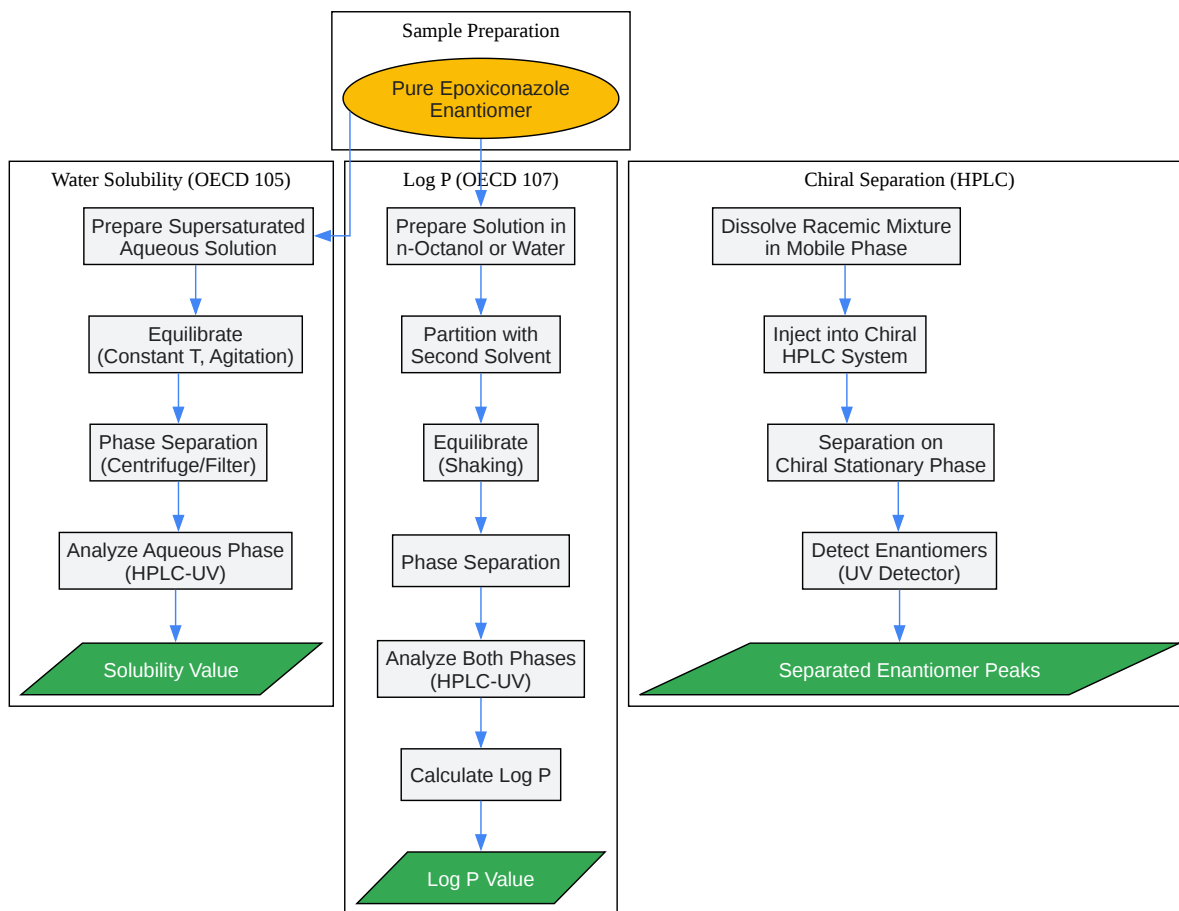 Sample Preparation
Pure Epoxiconazole
Enantiomer
Water Solubility (OECD 105)
Prepare Supersaturated
Aqueous Solution
Equilibrate
(Constant T, Agitation)
Phase Separation
(Centrifuge/Filter)
Analyze Aqueous Phase
(HPLC-UV)
Solubility Value
Log P (OECD 107)
Prepare Solution in
n-Octanol or Water
Partition with
Second Solvent
Equilibrate
(Shaking)
Phase Separation
Analyze Both Phases
(HPLC-UV)
Calculate Log P
Log P Value
Chiral Separation (HPLC)
Dissolve Racemic Mixture
in Mobile Phase
Inject into Chiral
HPLC System
Separation on
Chiral Stationary Phase
Detect Enantiomers
(UV Detector)
Separated Enantiomer Peaks